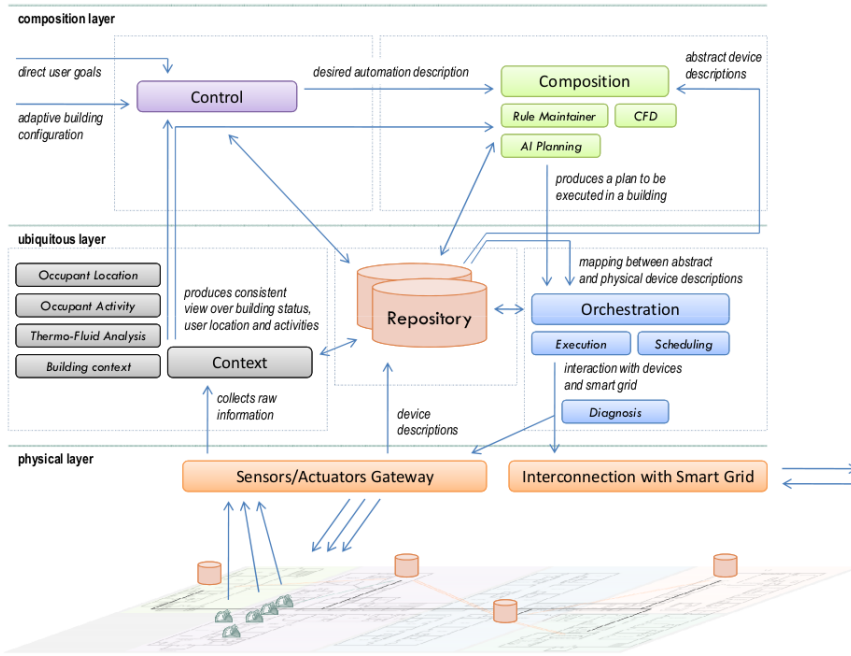 composition layer
direct user goals
adaptive building
configuration
Control
desired automation description
Composition
abstract device
descriptions
Rule Maintainer
CFD
AI Planning
produces a plan to be
executed in a building
ubiquitous layer
Occupant Location
Occupant Activity
Thermo-Fluid Analysis
Building context
produces consistent
view over building status,
user location and activities
Context
Repository
mapping between abstract
and physical device descriptions
Orchestration
Execution
Scheduling
interaction with devices
and smart grid
Diagnosis
collects raw
information
device
descriptions
physical layer
Sensors/Actuators Gateway
Interconnection with Smart Grid